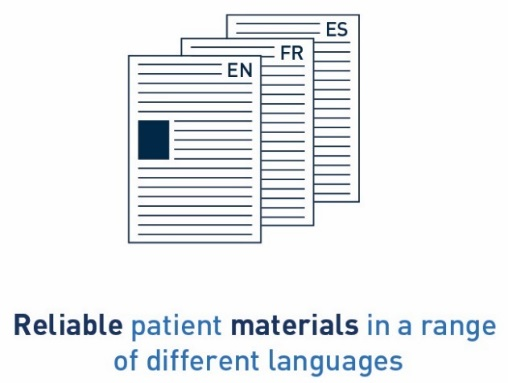 ES
FR
EN
Reliable patient materials in a range
of different languages